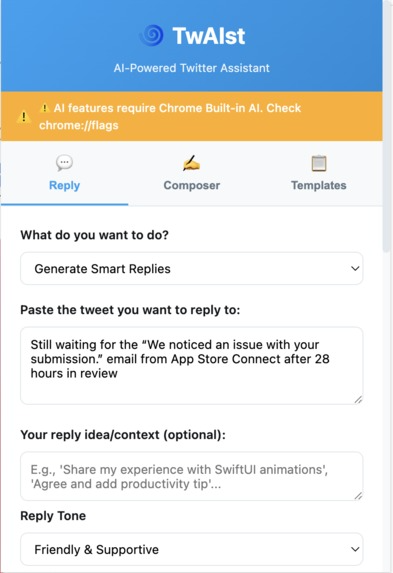 TwAIst
AI-Powered Twitter Assistant
⚠️ ⚠️ AI features require Chrome Built-in AI. Check
chrome://flags
Reply
Composer
Templates
What do you want to do?
Generate Smart Replies
Paste the tweet you want to reply to:
Still waiting for the “We noticed an issue with your
submission.” email from App Store Connect after 28
hours in review
Your reply idea/context (optional):
E.g., 'Share my experience with SwiftUI animations',
'Agree and add productivity tip'...
Reply Tone
Friendly & Supportive